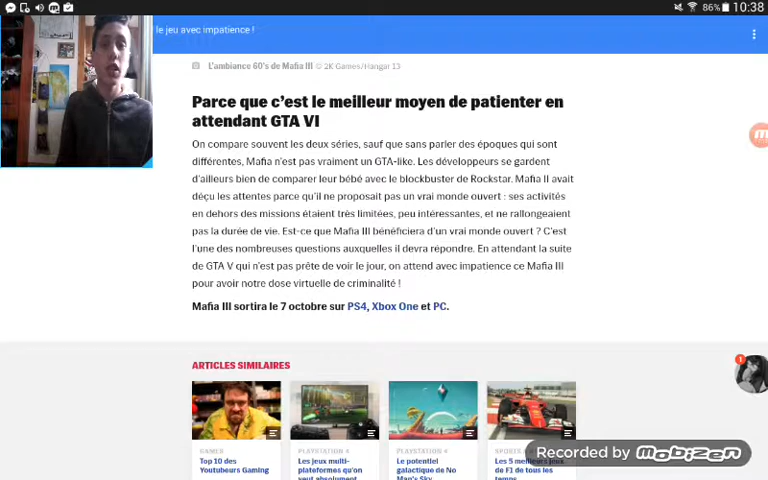 86% 10:38
le jeu avec impatience !
L'ambiance 60's de Mafia III © 2K Games/Hangar 13
Parce que c'est le meilleur moyen de patienter en
attendant GTA VI
On compare souvent les deux séries, sauf que sans parler des époques qui sont
différentes, Mafia n'est pas vraiment un GTA-like. Les développeurs se gardent
d'ailleurs bien de comparer leur bébé avec le blockbuster de Rockstar. Mafia II avait
déçu les attentes parce qu'il ne proposait pas un vrai monde ouvert : ses activités
en dehors des missions étaient très limitées, peu intéressantes, et ne rallongeaient
pas la durée de vie. Est-ce que Mafia III bénéficiera d'un vrai monde ouvert ? C'est
l'une des nombreuses questions auxquelles il devra répondre. En attendant la suite
de GTA V qui n'est pas prête de voir le jour, on attend avec impatience ce Mafia III
pour avoir notre dose virtuelle de criminalité !
Mafia III sortira le 7 octobre sur PS4, Xbox One et PC.
1
ARTICLES SIMILAIRES
GAMES PLAYSTATION 4 PLAYSTATION 4 SPORTS
Top 10 des Les jeux multi- Le potentiel Les 5 meilleurs jeux
Youtubeurs Gaming plateformes qu'on galactique de No de F1 de tous les
veut absolument Man's Sky temps
Recorded by mobizen